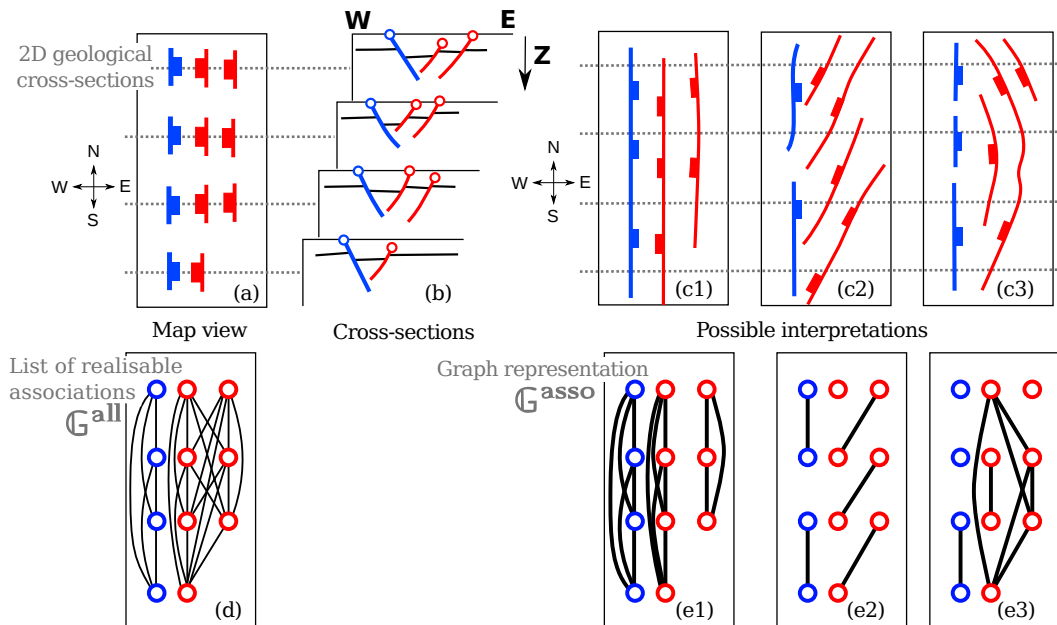 W E
2D geological
cross-sections
Z
N
W E
S
N
W E
S
(a)
(b)
(c1)
(c2)
(c3)
Map view
Cross-sections
Possible interpretations
List of realisable
associations
𝔾all
Graph representation
𝔾asso
(d)
(e1)
(e2)
(e3)